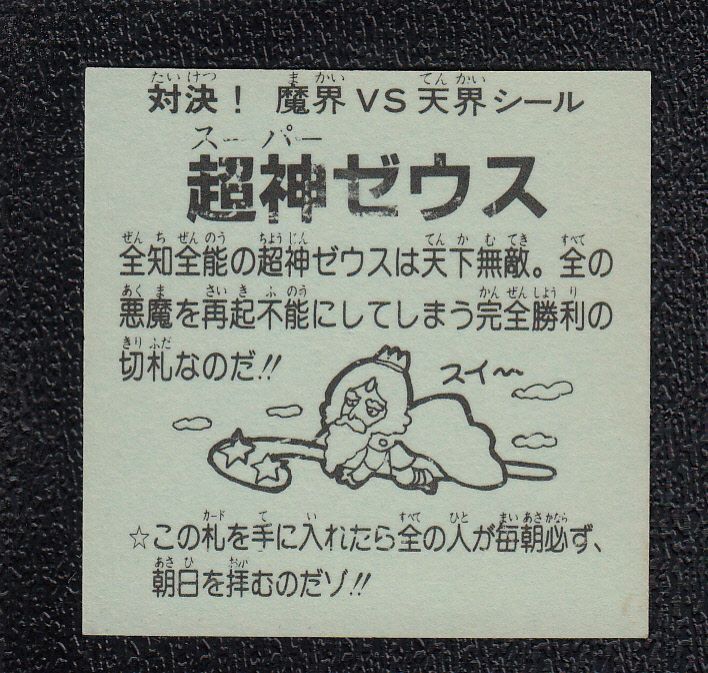 対決！ 魔界VS天界シール
スーパー
超神ゼウス
全知全能の超神ゼウスは天下無敵。全の
悪魔を再起不能にしてしまう完全勝利の
切札なのだ!!
スイ〜
☆この札を手に入れたら全の人が毎朝必ず、
朝日を拝むのだゾ!!